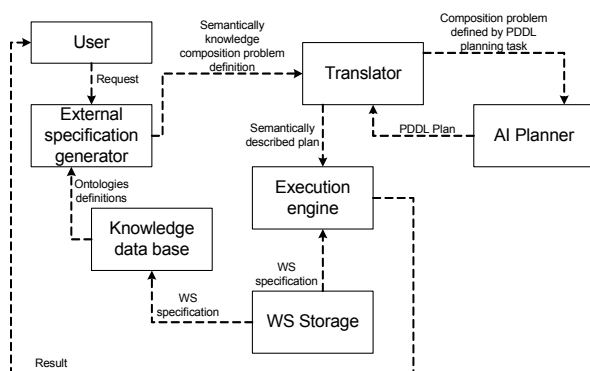 User
Request
External
specification
generator
Semantically
knowledge
composition problem
definition
Translator
Composition problem
defined by PDDL
planning task
AI Planner
PDDL Plan
Semantically
described plan
Execution
engine
Ontologies
definitions
Knowledge
data base
WS
specification
WS
specification
WS Storage
Result